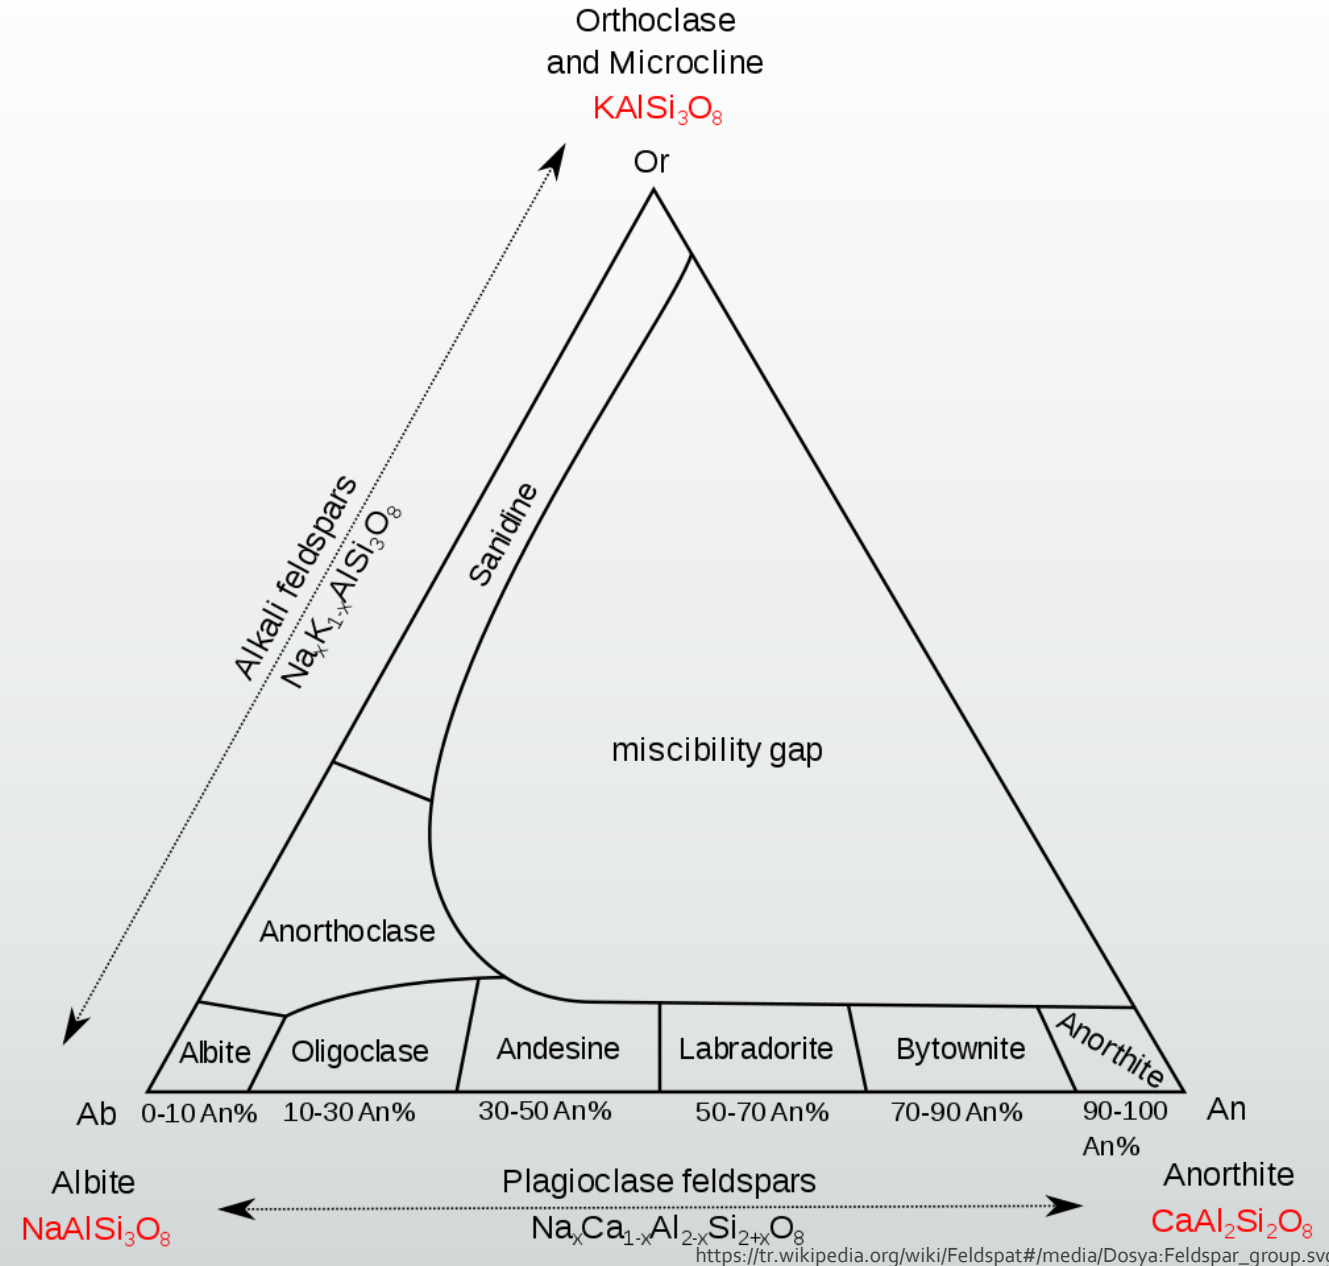 Orthoclase
and Microcline
KAlSi₃O₈
Or
Alkali feldspars
NaₓK₁₋ₓAlSi₃O₈
Sanidine
miscibility gap
Anorthoclase
Albite
Oligoclase
Andesine
Labradorite
Bytownite
Anorthite
Ab
0-10 An%
10-30 An%
30-50 An%
50-70 An%
70-90 An%
90-100
An%
An
Albite
NaAlSi₃O₈
Plagioclase feldspars
NaₓCa₁₋ₓAl₂₋ₓSi₂₊ₓO₈
Anorthite
CaAl₂Si₂O₈
https://tr.wikipedia.org/wiki/Feldspat#/media/Dosya:Feldspar_group.svg